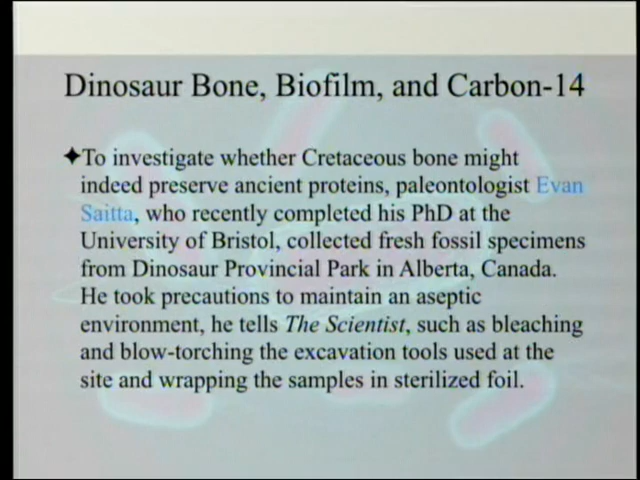 Dinosaur Bone, Biofilm, and Carbon-14
✦To investigate whether Cretaceous bone might
indeed preserve ancient proteins, paleontologist Evan
Saitta, who recently completed his PhD at the
University of Bristol, collected fresh fossil specimens
from Dinosaur Provincial Park in Alberta, Canada.
He took precautions to maintain an aseptic
environment, he tells The Scientist, such as bleaching
and blow-torching the excavation tools used at the
site and wrapping the samples in sterilized foil.